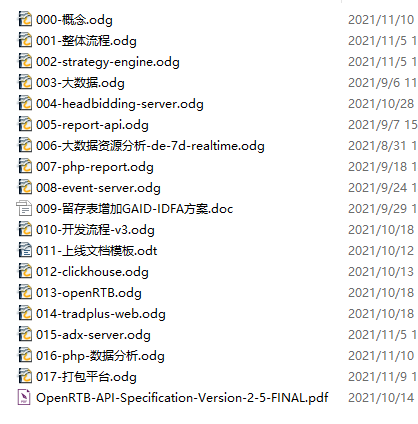 000-概念.odg 2021/11/10
001-整体流程.odg 2021/11/5 1
002-strategy-engine.odg 2021/11/5 1
003-大数据.odg 2021/9/6 11
004-headbidding-server.odg 2021/10/28
005-report-api.odg 2021/9/7 15
006-大数据资源分析-de-7d-realtime.odg 2021/8/31 1
007-php-report.odg 2021/9/18 1
008-event-server.odg 2021/9/24 1
009-留存表增加GAID-IDFA方案.doc 2021/9/29 1
010-开发流程-v3.odg 2021/10/18
011-上线文档模板.odt 2021/10/12
012-clickhouse.odg 2021/10/13
013-openRTB.odg 2021/10/18
014-tradplus-web.odg 2021/10/18
015-adx-server.odg 2021/11/5 1
016-php-数据分析.odg 2021/11/10
017-打包平台.odg 2021/11/9 1
OpenRTB-API-Specification-Version-2-5-FINAL.pdf 2021/10/14